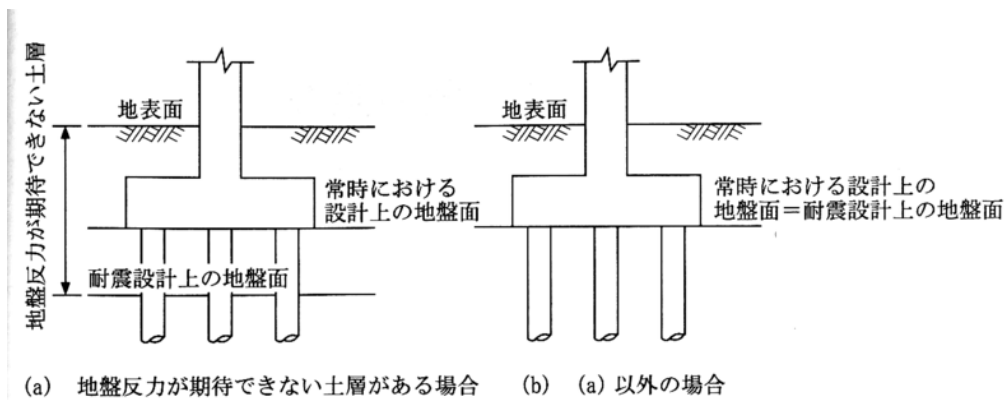 地盤反力が期待できない土層
地表面
常時における
設計上の地盤面
耐震設計上の地盤面
地表面
常時における設計上の
地盤面＝耐震設計上の地盤面
(a) 地盤反力が期待できない土層がある場合
(b) (a) 以外の場合